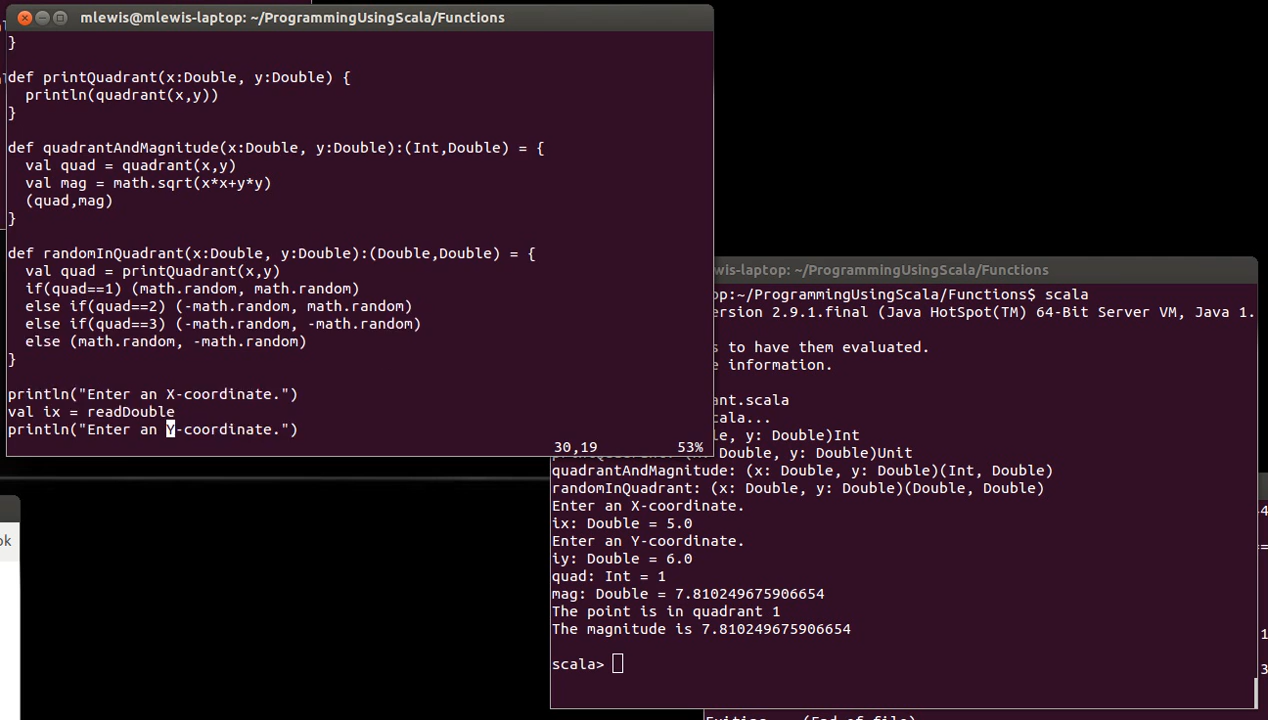 mlewis@mlewis-laptop: ~/ProgrammingUsingScala/Functions
}
def printQuadrant(x:Double, y:Double) {
  println(quadrant(x,y))
}
def quadrantAndMagnitude(x:Double, y:Double):(Int,Double) = {
  val quad = quadrant(x,y)
  val mag = math.sqrt(x*x+y*y)
  (quad,mag)
}
def randomInQuadrant(x:Double, y:Double):(Double,Double) = {
  val quad = printQuadrant(x,y)
  if(quad==1) (math.random, math.random)
  else if(quad==2) (-math.random, math.random)
  else if(quad==3) (-math.random, -math.random)
  else (math.random, -math.random)
}
println("Enter an X-coordinate.")
val ix = readDouble
println("Enter an Y-coordinate.")
30,19 53%
wis-laptop: ~/ProgrammingUsingScala/Functions
op:~/ProgrammingUsingScala/Functions$ scala
ersion 2.9.1.final (Java HotSpot(TM) 64-Bit Server VM, Java 1.
s to have them evaluated.
e information.
ant.scala
cala...
le, y: Double)Int
le, y: Double)Unit
quadrantAndMagnitude: (x: Double, y: Double)(Int, Double)
randomInQuadrant: (x: Double, y: Double)(Double, Double)
Enter an X-coordinate.
ix: Double = 5.0
Enter an Y-coordinate.
iy: Double = 6.0
quad: Int = 1
mag: Double = 7.810249675906654
The point is in quadrant 1
The magnitude is 7.810249675906654
scala>
ok